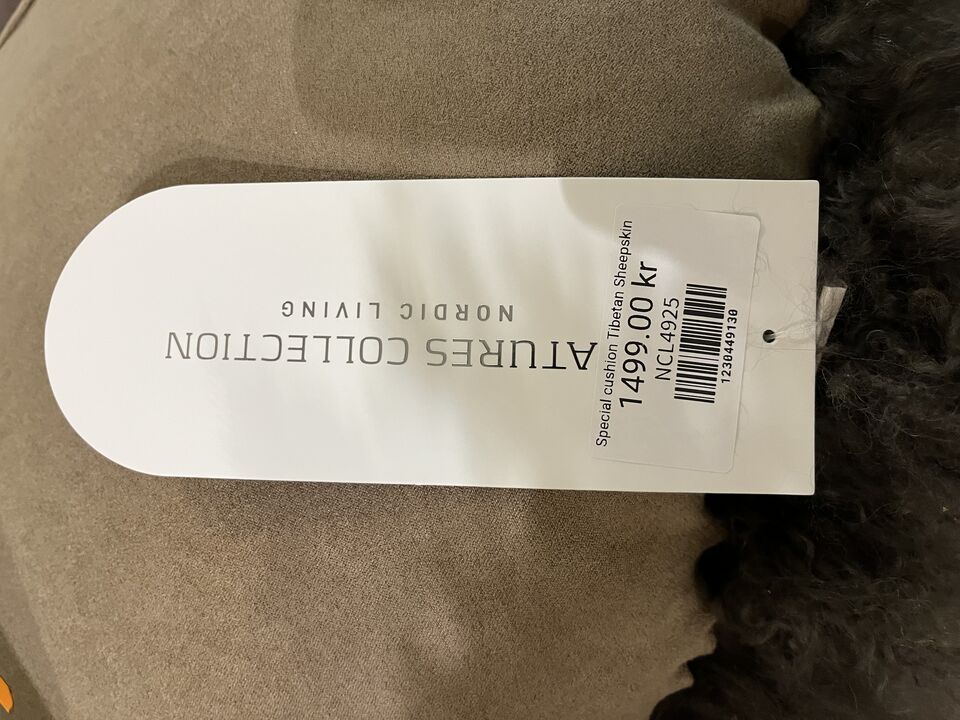 ATURES COLLECTION
NORDIC LIVING
Special cushion Tibetan Sheepskin
1499.00 kr
NCL4925
1230449130